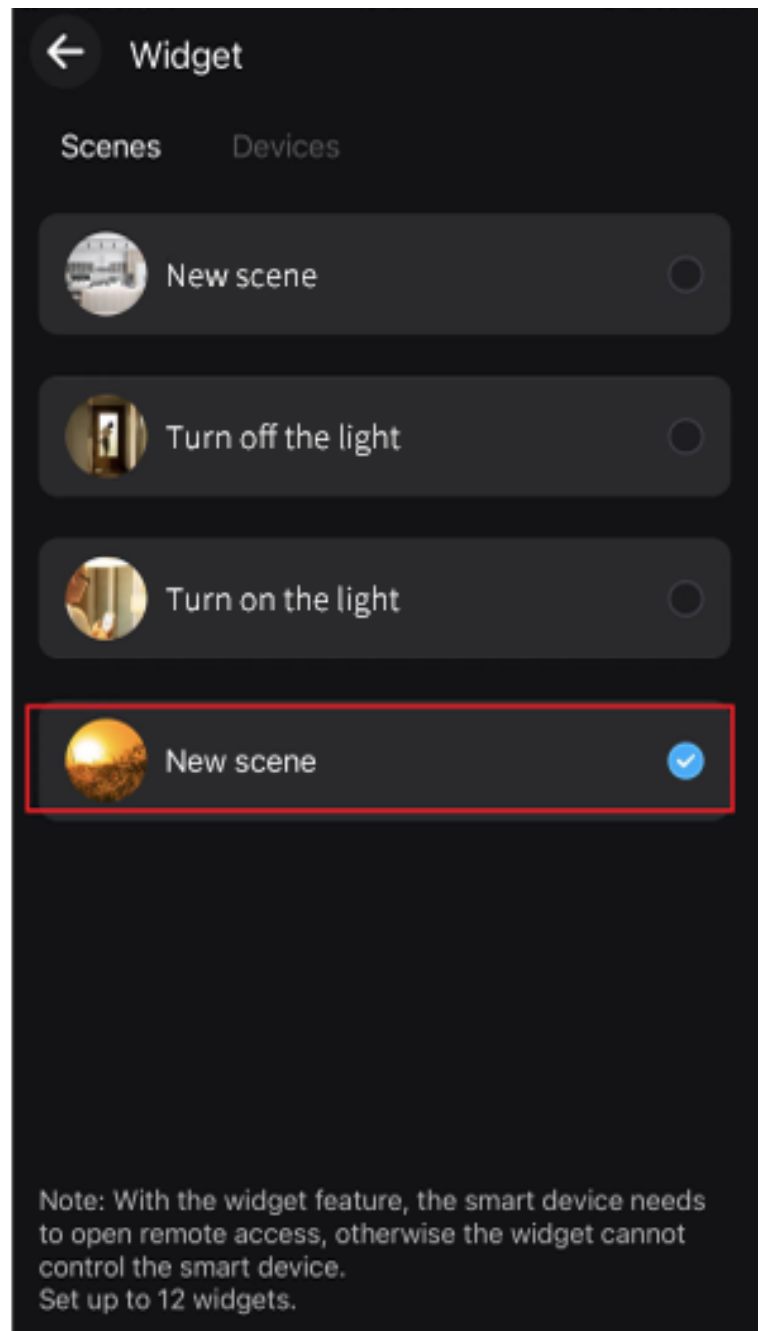 Widget
Scenes Devices
New scene
Turn off the light
Turn on the light
New scene
Note: With the widget feature, the smart device needs
to open remote access, otherwise the widget cannot
control the smart device.
Set up to 12 widgets.